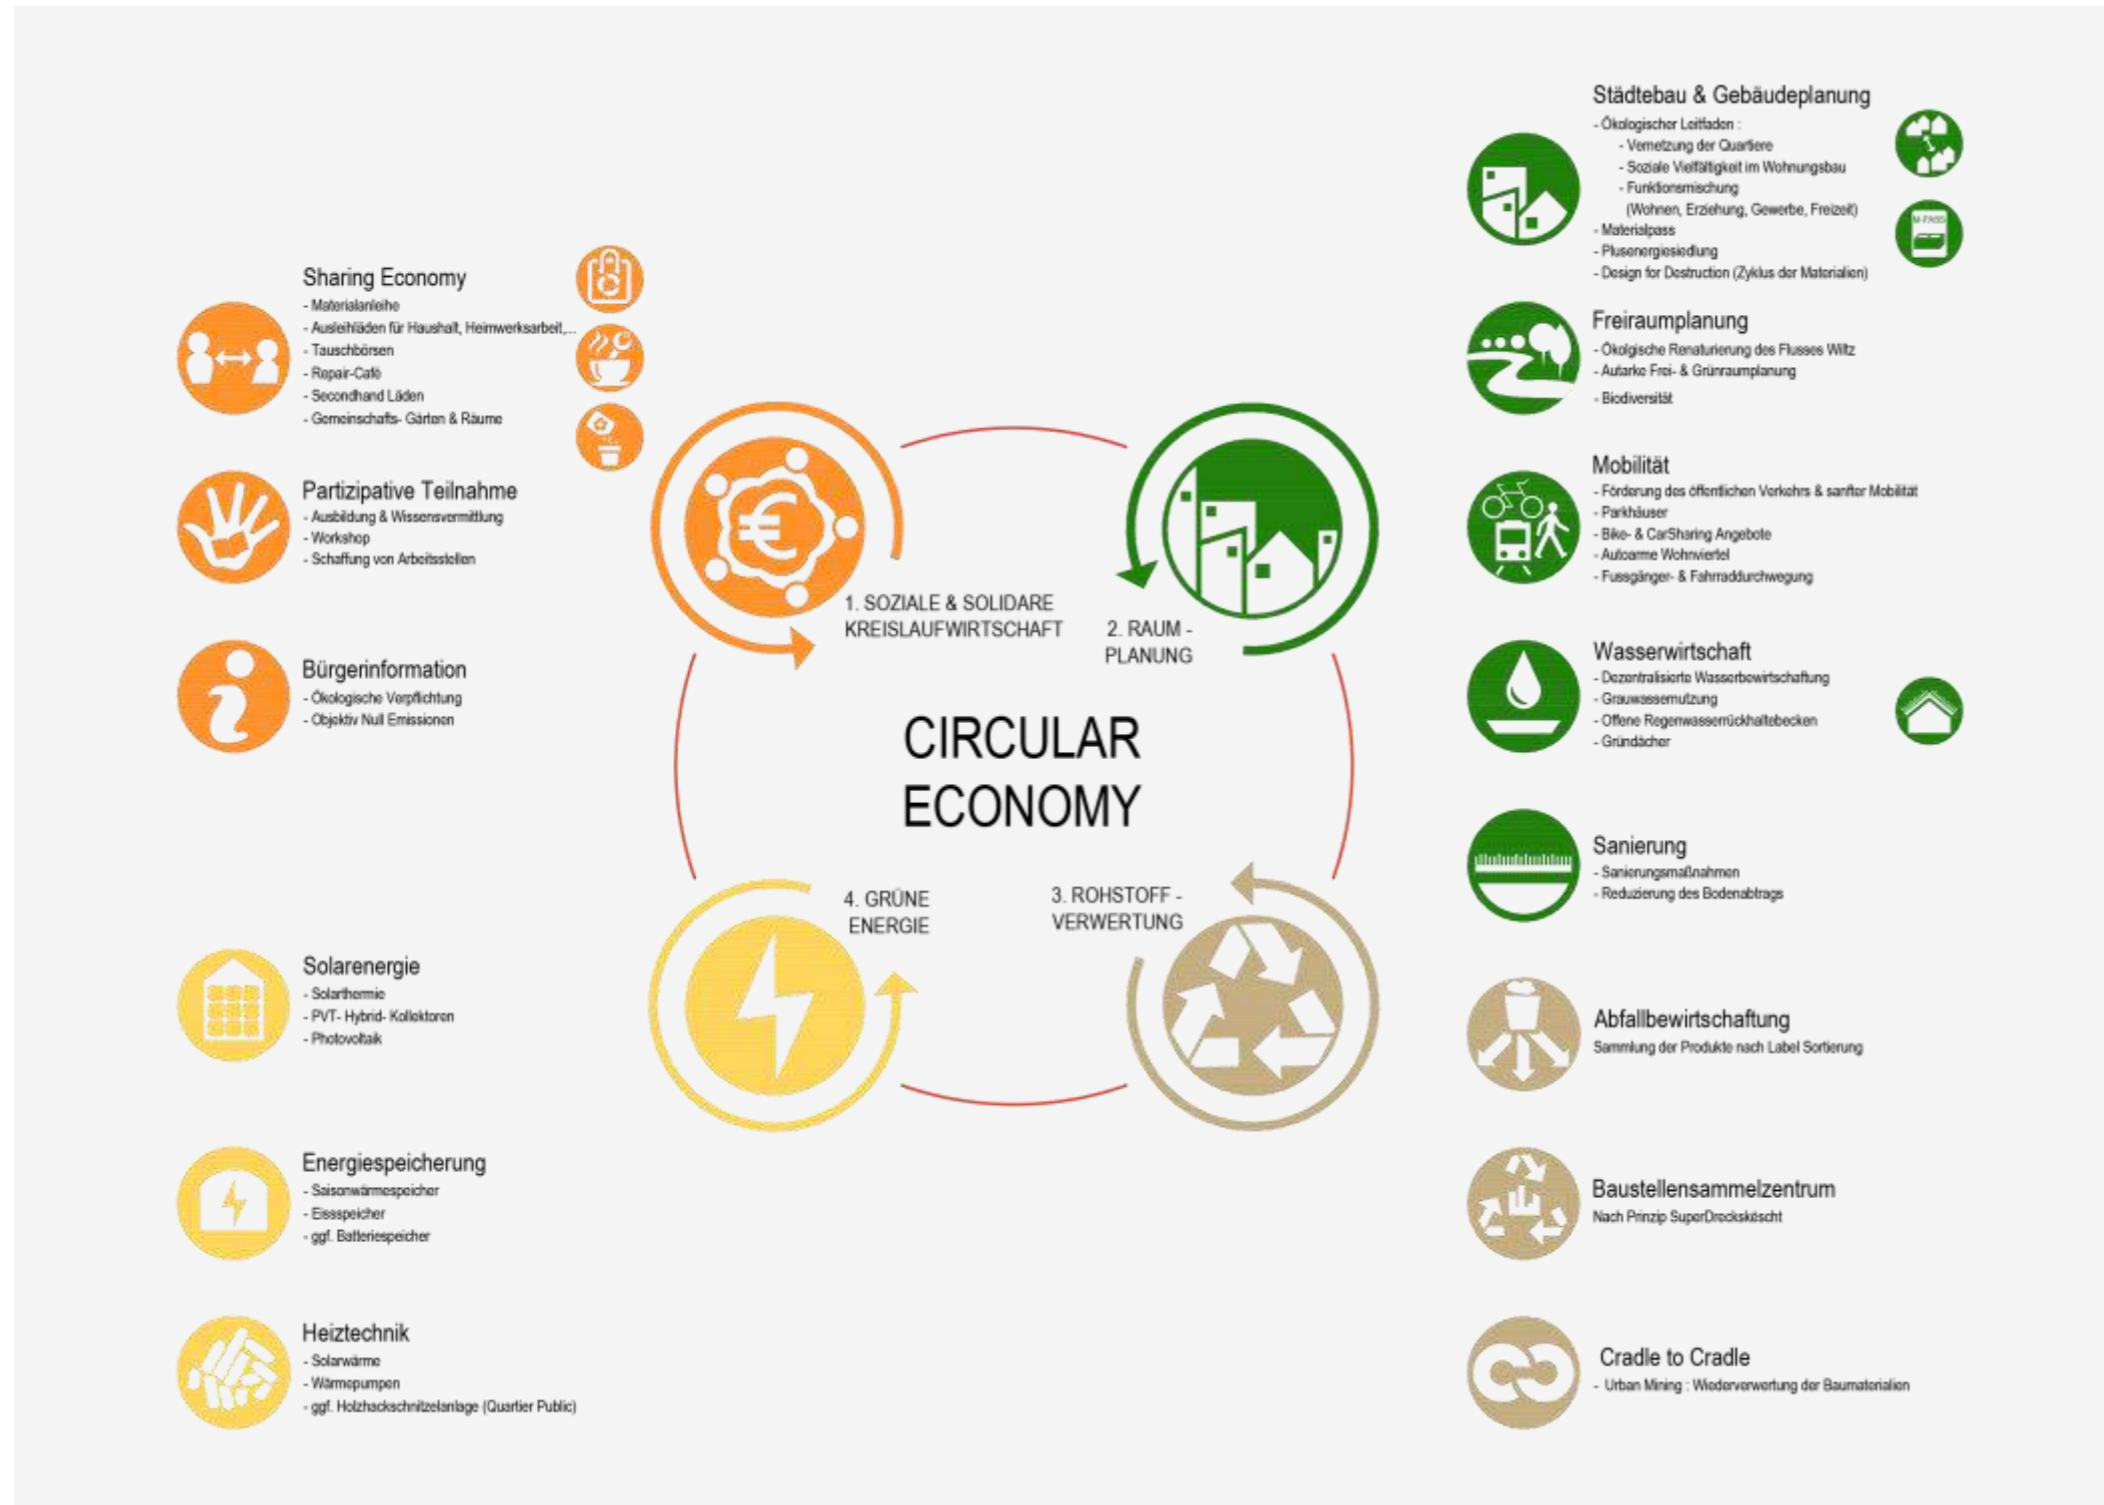 Sharing Economy
- Materialanleihe
- Ausleihläden für Haushalt, Heimwerksarbeit,...
- Tauschbörsen
- Repair-Café
- Secondhand Läden
- Gemeinschafts- Gärten & Räume
Partizipative Teilnahme
- Ausbildung & Wissensvermittlung
- Workshop
- Schaffung von Arbeitsstellen
Bürgerinformation
- Ökologische Verpflichtung
- Objektiv Null Emissionen
1. SOZIALE & SOLIDARE
KREISLAUFWIRTSCHAFT
2. RAUM -
PLANUNG
CIRCULAR
ECONOMY
4. GRÜNE
ENERGIE
3. ROHSTOFF -
VERWERTUNG
Städtebau & Gebäudeplanung
- Ökologischer Leitfaden :
- Vernetzung der Quartiere
- Soziale Vielfältigkeit im Wohnungsbau
- Funktionsmischung
(Wohnen, Erziehung, Gewerbe, Freizeit)
- Materialpass
- Plusenergiesiedlung
- Design for Destruction (Zyklus der Materialien)
M-PASS
Freiraumplanung
- Ökolgische Renaturierung des Flusses Wiltz
- Autarke Frei- & Grünraumplanung
- Biodiversität
Mobilität
- Förderung des öffentlichen Verkehrs & sanfter Mobilität
- Parkhäuser
- Bike- & CarSharing Angebote
- Autoarme Wohnviertel
- Fussgänger- & Fahrraddurchwegung
Wasserwirtschaft
- Dezentralisierte Wasserbewirtschaftung
- Grauwassernutzung
- Offene Regenwasserrückhaltebecken
- Gründächer
Sanierung
- Sanierungsmaßnahmen
- Reduzierung des Bodenabtrags
Solarenergie
- Solarthermie
- PVT- Hybrid- Kollektoren
- Photovoltaik
Energiespeicherung
- Saisonwärmespeicher
- Eissspeicher
- ggf. Batteriespeicher
Heiztechnik
- Solarwärme
- Wärmepumpen
- ggf. Holzhackschnitzelanlage (Quartier Public)
Abfallbewirtschaftung
Sammlung der Produkte nach Label Sortierung
Baustellensammelzentrum
Nach Prinzip SuperDreckskëscht
Cradle to Cradle
- Urban Mining : Wiederverwertung der Baumaterialien